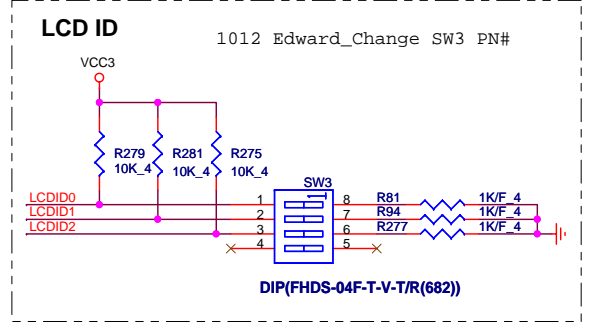 LCD ID
1012 Edward_Change SW3 PN#
VCC3
R279
10K_4
R281
10K_4
R275
10K_4
SW3
LCDID0
1
8
R81
1K/F_4
LCDID1
2
7
R94
1K/F_4
LCDID2
3
6
R277
1K/F_4
4
5
1
DIP(FHDS-04F-T-V-T/R(682))